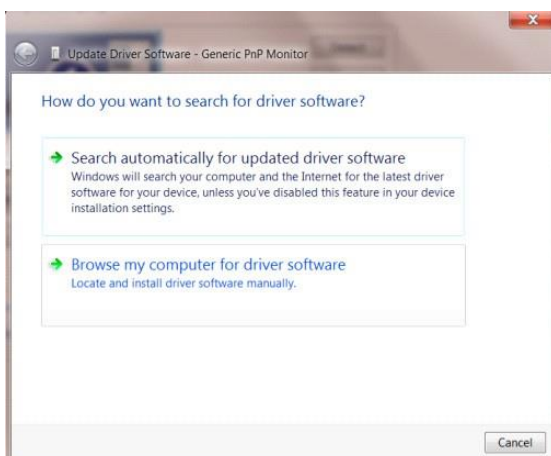 Update Driver Software - Generic PnP Monitor
How do you want to search for driver software?
Search automatically for updated driver software
Windows will search your computer and the Internet for the latest driver
software for your device, unless you've disabled this feature in your device
installation settings.
Browse my computer for driver software
Locate and install driver software manually.
Cancel